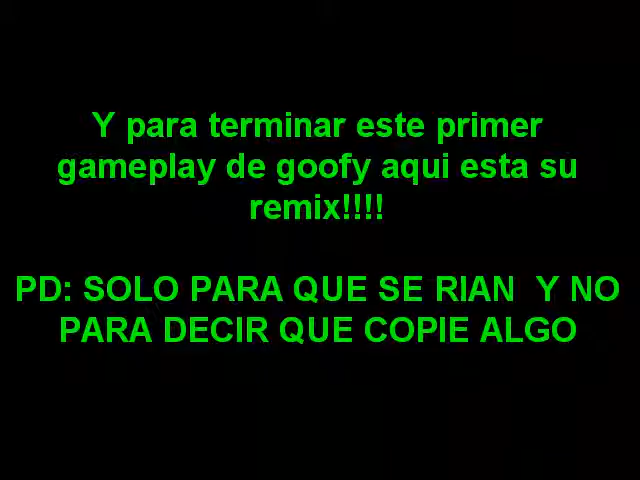 Y para terminar este primer
gameplay de goofy aqui esta su
remix!!!!
PD: SOLO PARA QUE SE RIAN  Y NO
PARA DECIR QUE COPIE ALGO